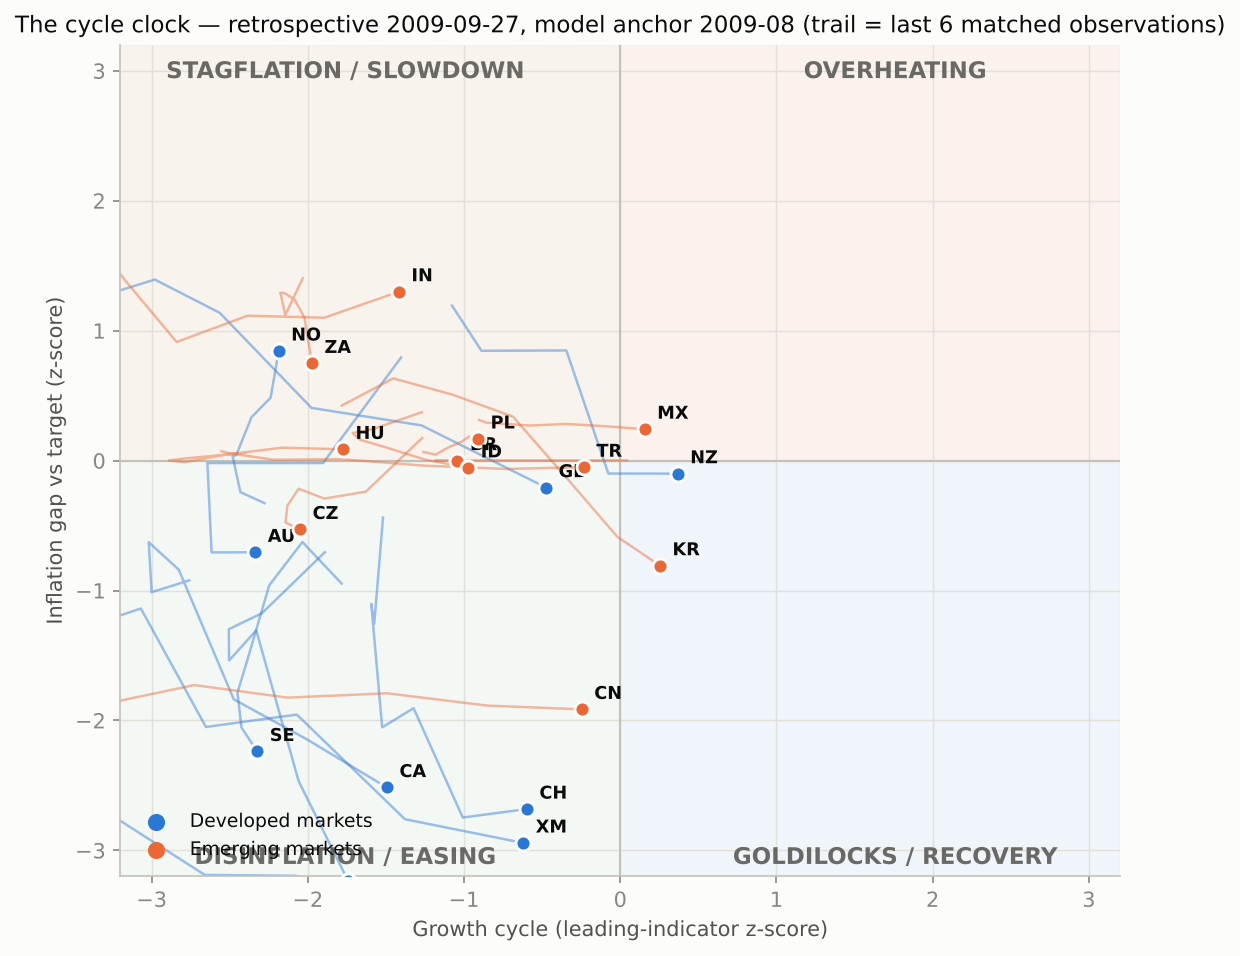 The cycle clock — retrospective 2009-09-27, model anchor 2009-08 (trail = last 6 matched observations)
STAGFLATION / SLOWDOWN
OVERHEATING
3
2
1
0
−1
−2
−3
Inflation gap vs target (z-score)
IN
NO
ZA
MX
PL
HU
ID
TR
NZ
CZ
AU
KR
CN
SE
CA
CH
XM
Developed markets
Emerging markets
DISINFLATION / EASING
GOLDILOCKS / RECOVERY
−3
−2
−1
0
1
2
3
Growth cycle (leading-indicator z-score)